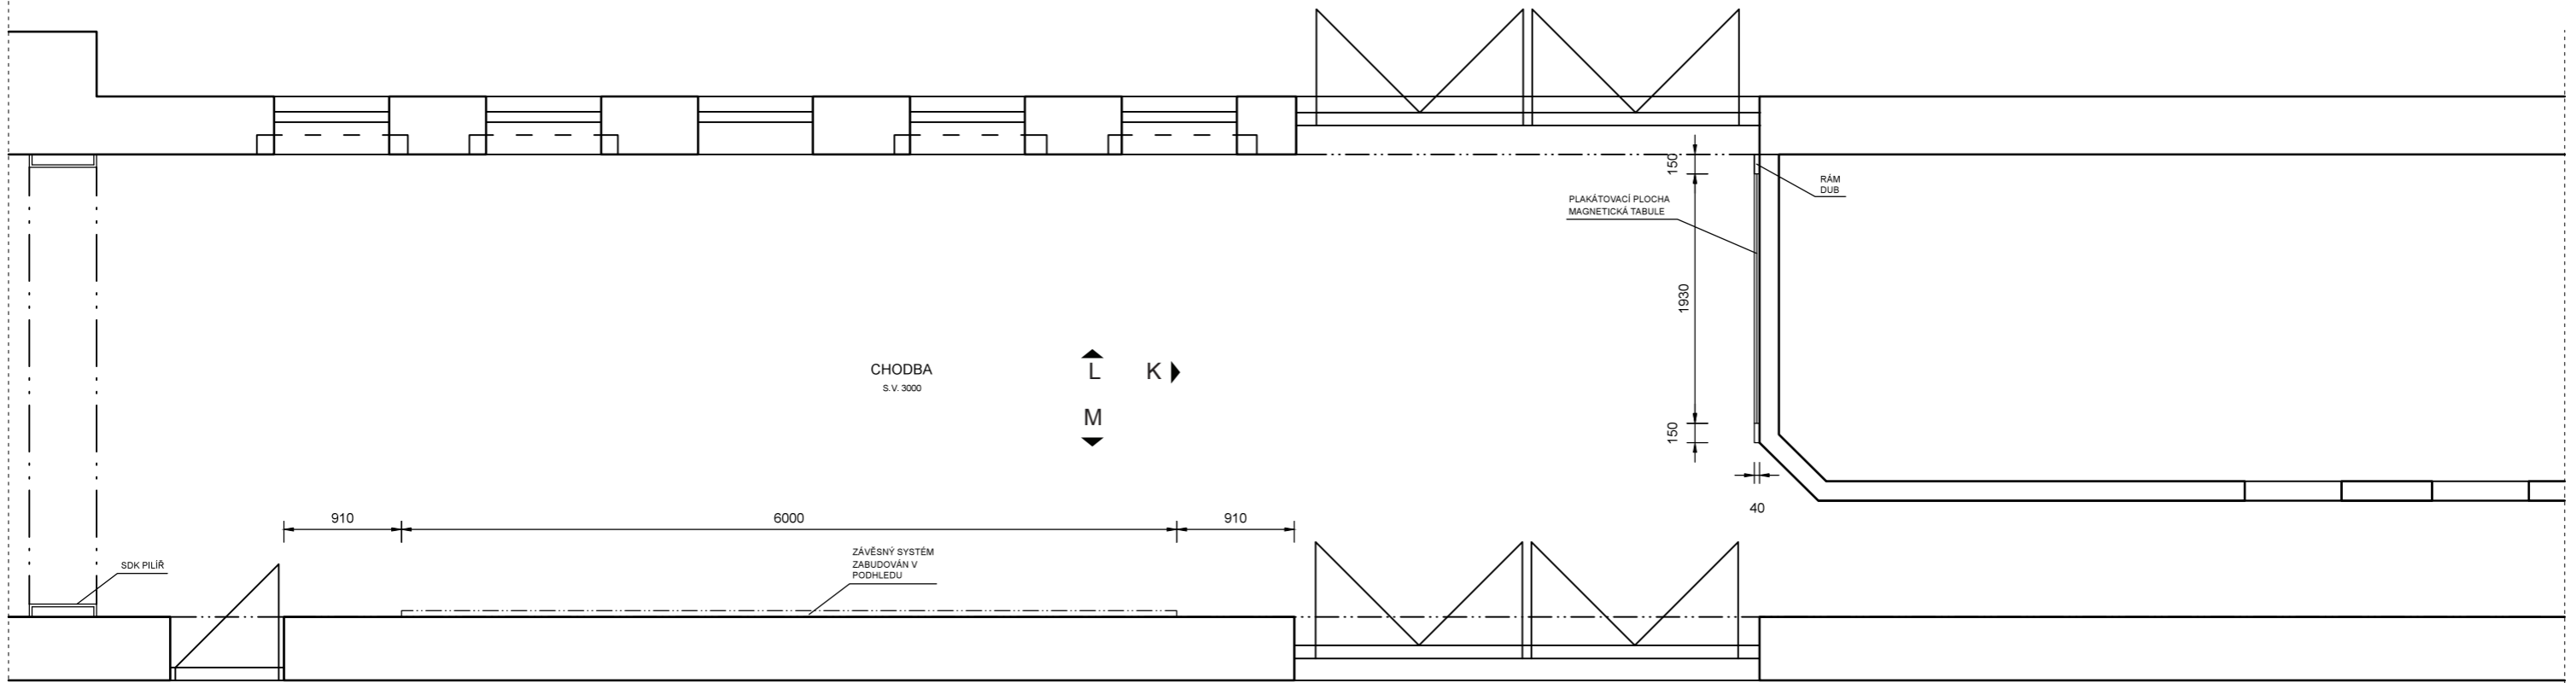 150
RÁM
DUB
PLAKÁTOVACÍ PLOCHA
MAGNETICKÁ TABULE
1930
CHODBA
S.V. 3000
L
K
M
150
40
910
6000
910
ZÁVĚSNÝ SYSTÉM
ZABUDOVÁN V
PODHLEDU
SDK PILÍŘ